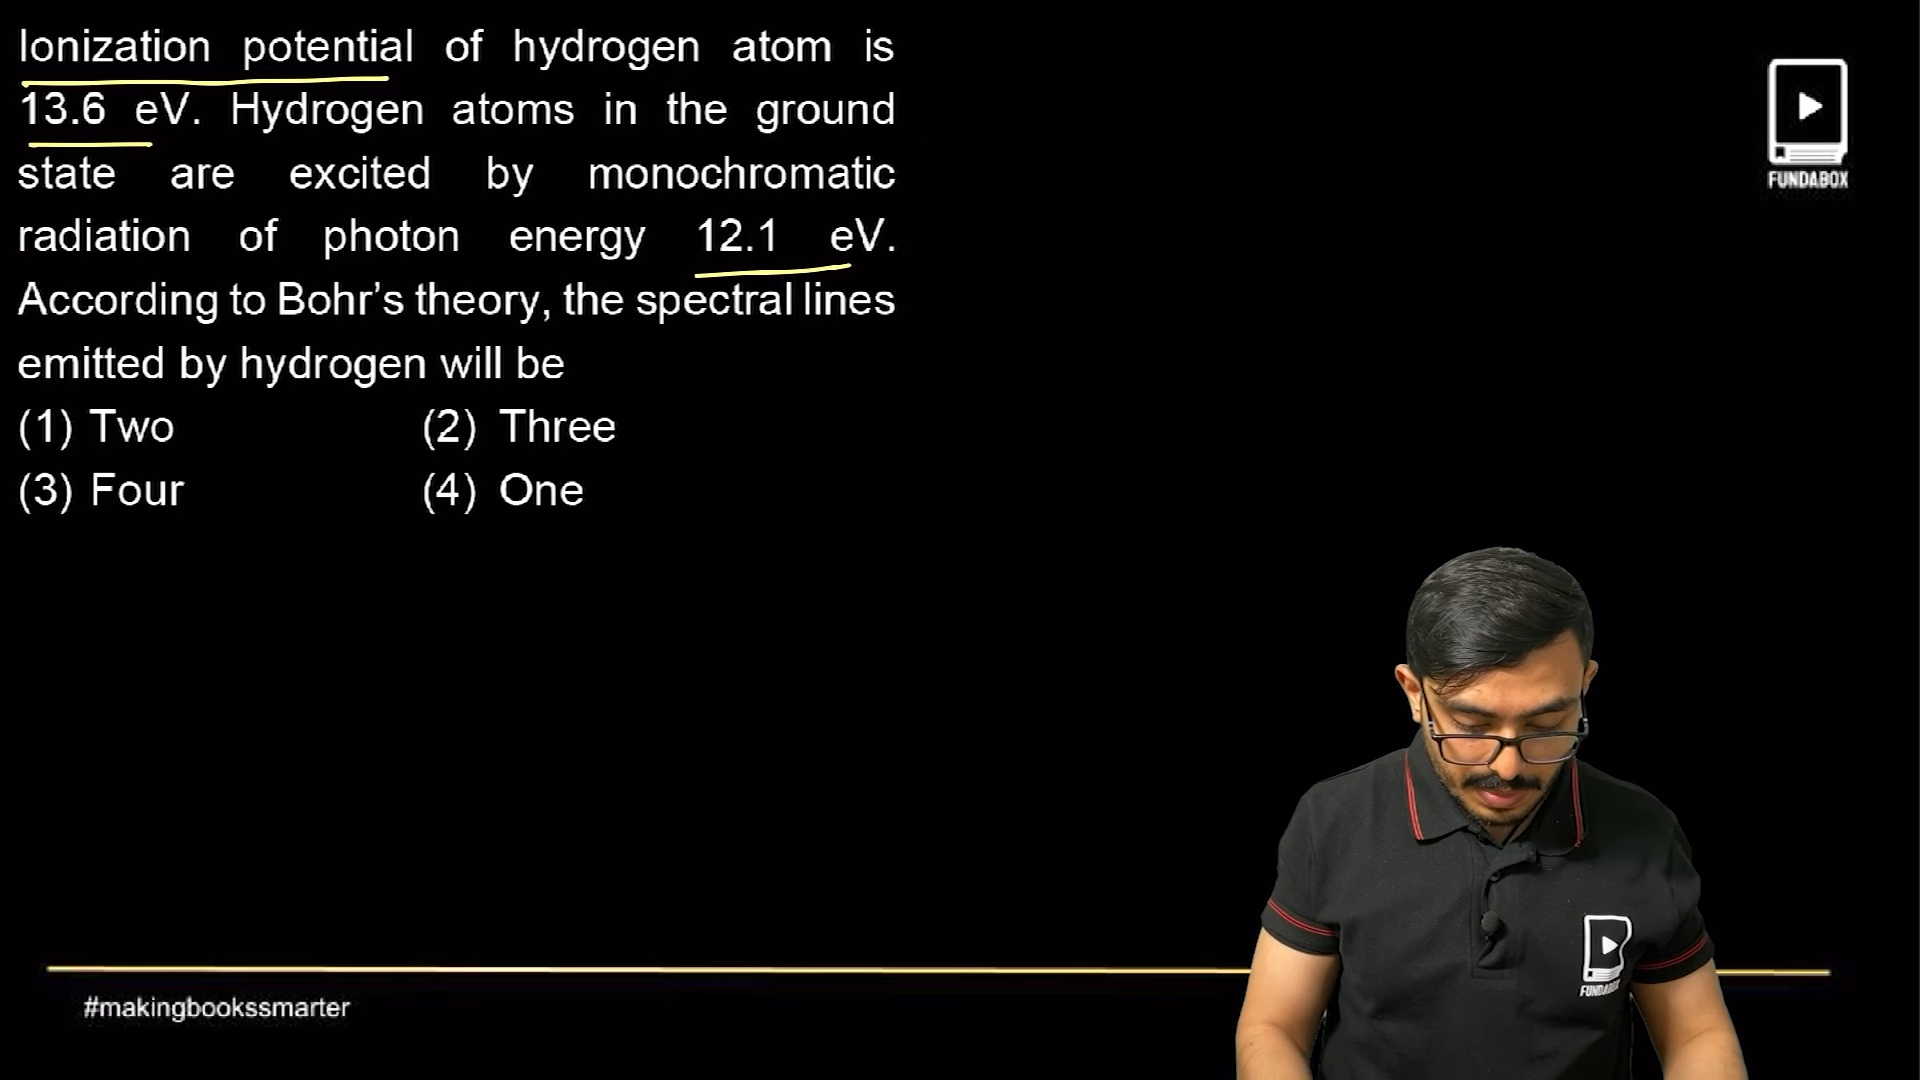 Ionization potential of hydrogen atom is
13.6 eV. Hydrogen atoms in the ground
state are excited by monochromatic
radiation of photon energy 12.1 eV.
According to Bohr’s theory, the spectral lines
emitted by hydrogen will be
(1) Two (2) Three
(3) Four (4) One
FUNDABOX
FUNDABOX
#makingbookssmarter